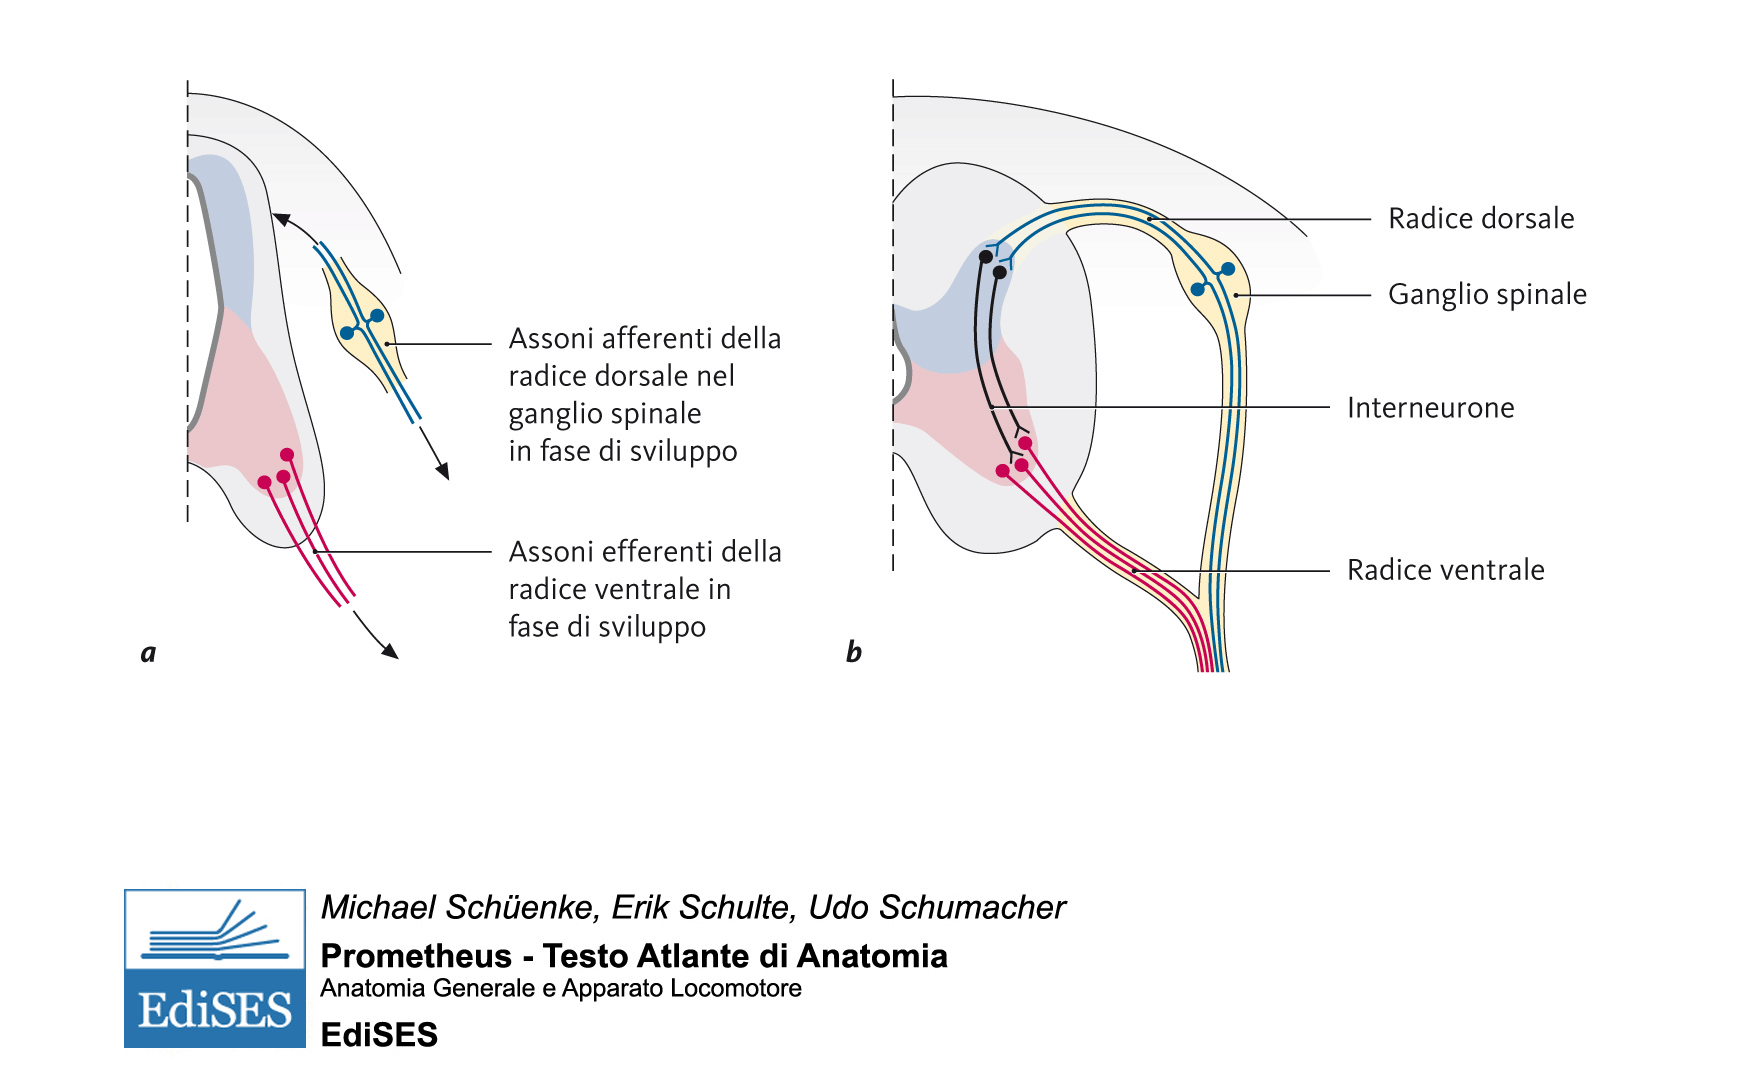 Assoni afferenti della
radice dorsale nel
ganglio spinale
in fase di sviluppo
Assoni efferenti della
radice ventrale in
fase di sviluppo
a
Radice dorsale
Ganglio spinale
Interneurone
Radice ventrale
b
EdiSES
Michael Schüenke, Erik Schulte, Udo Schumacher
Prometheus - Testo Atlante di Anatomia
Anatomia Generale e Apparato Locomotore
EdiSES